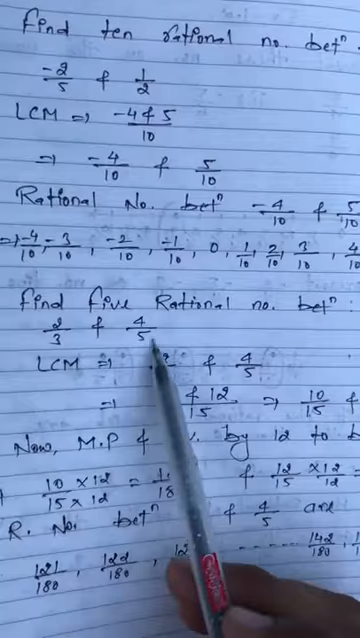 Find ten rational no. betⁿ
-2/5 & 1/2
LCM ⇒ -4 & 5/10
⇒ -4/10 & 5/10
Rational No. betⁿ -4/10 & 5/10
⇒ -4/10, -3/10, -2/10, -1/10, 0, 1/10, 2/10, 3/10, 4/10
Find five Rational no. betⁿ
2/3 & 4/5
LCM ⇒ & 4/5
⇒ & 12/15 ⇒ 10/15 &
Now, M.P & by 12 to
10 × 12/15 × 12 = & 12/15 × 12/12 =
R. No. betⁿ & 4/5 are
121/180, 122/180, ----- 142/180,